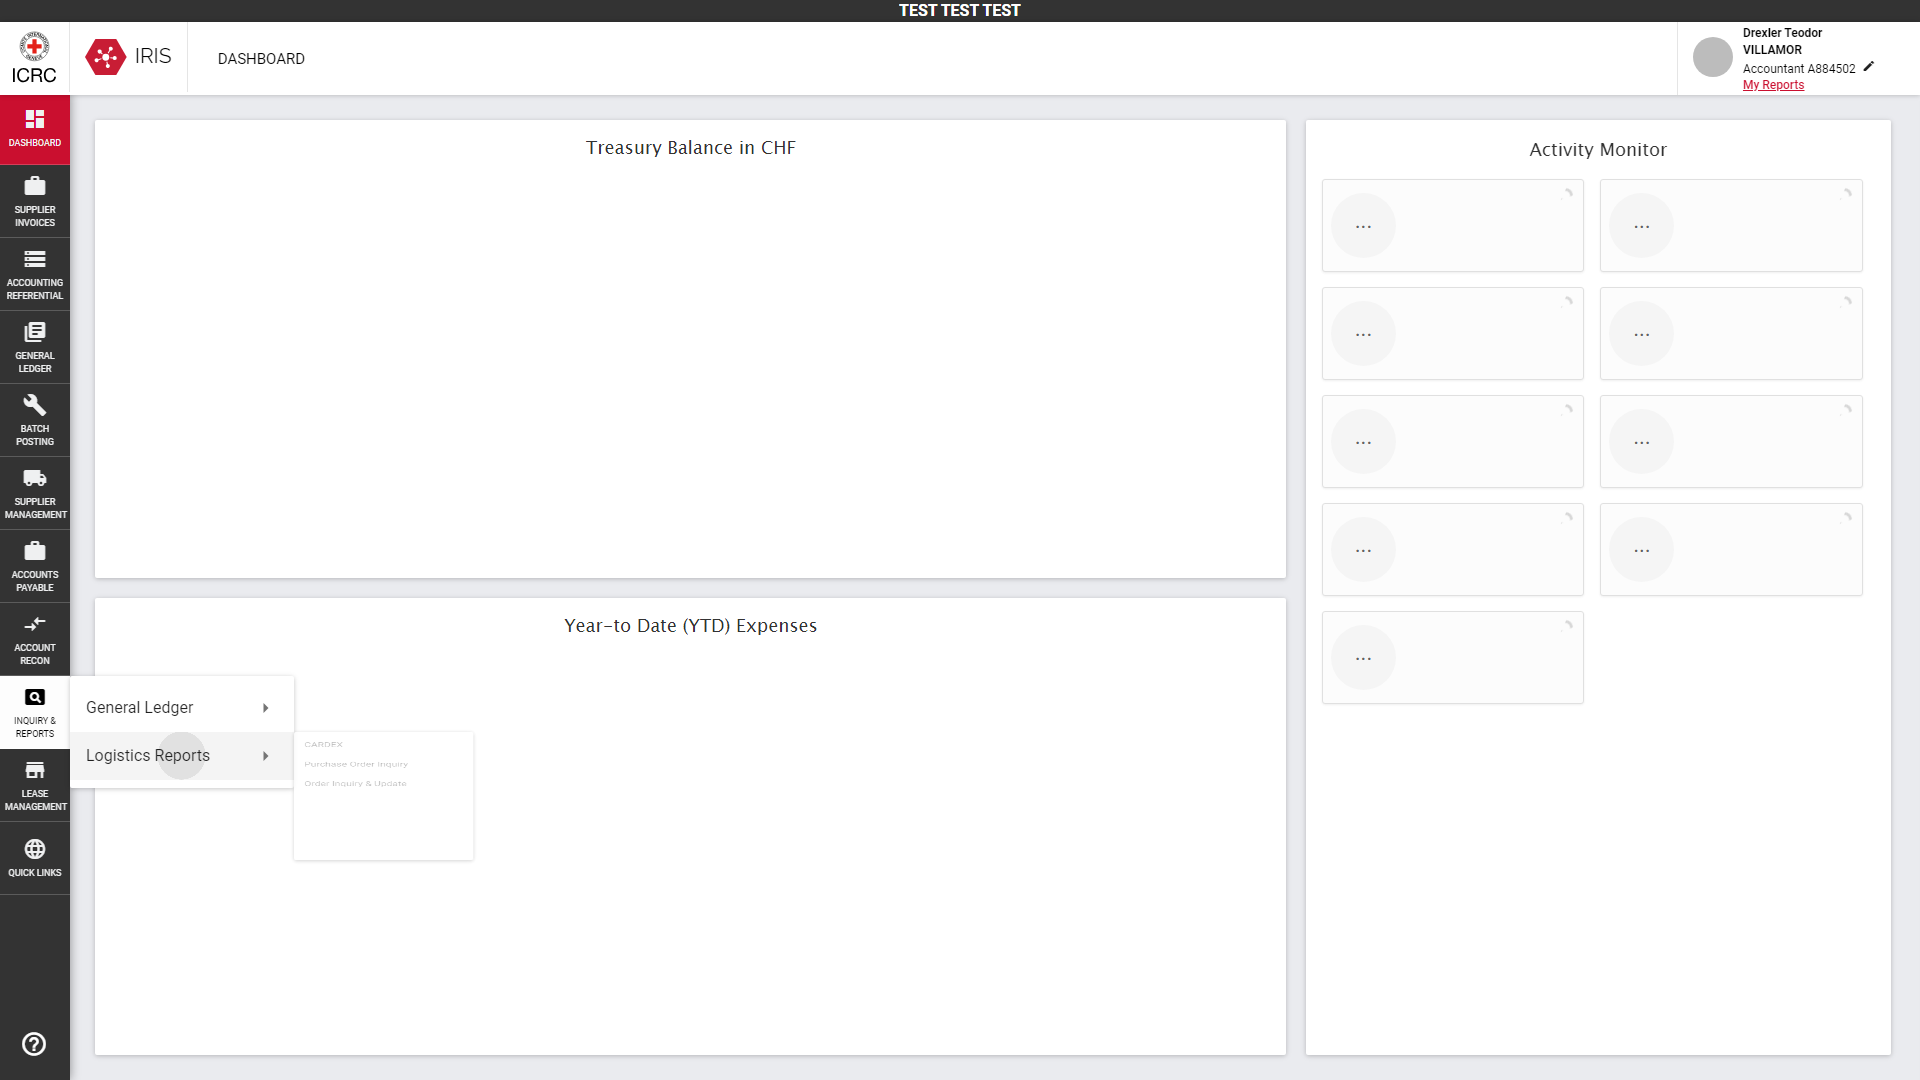 TEST TEST TEST
ICRC
IRIS
DASHBOARD
Drexler Teodor
VILLAMOR
Accountant A884502
My Reports
DASHBOARD
SUPPLIER
INVOICES
ACCOUNTING
REFERENTIAL
GENERAL
LEDGER
BATCH
POSTING
SUPPLIER
MANAGEMENT
ACCOUNTS
PAYABLE
ACCOUNT
RECON
INQUIRY &
REPORTS
LEASE
MANAGEMENT
QUICK LINKS
General Ledger
Logistics Reports
CARDEX
Purchase Order Inquiry
Order Inquiry & Update
Treasury Balance in CHF
Year-to Date (YTD) Expenses
Activity Monitor
...
...
...
...
...
...
...
...
...